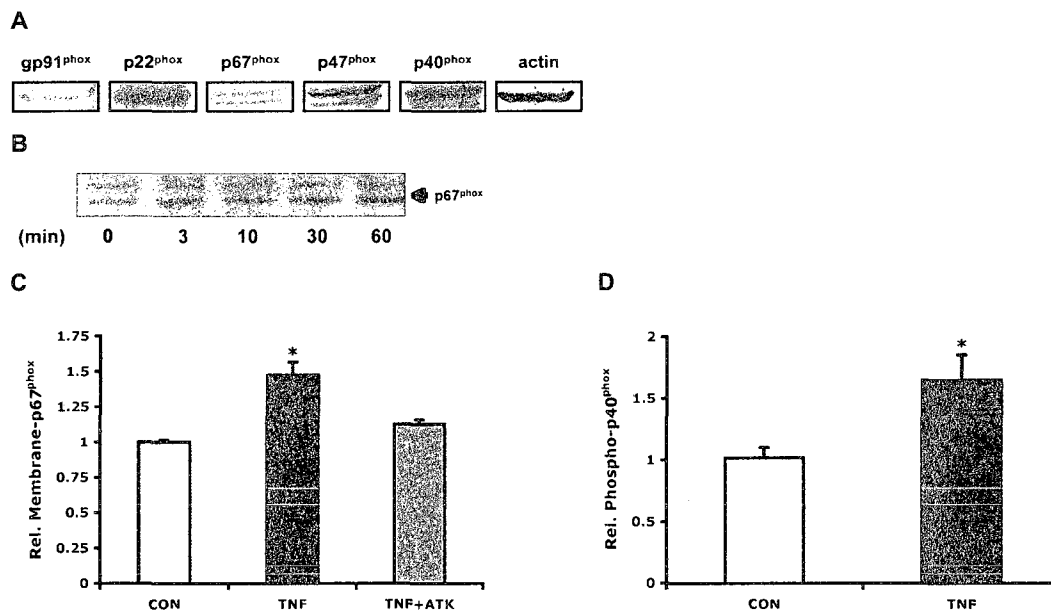 A
gp91phox p22phox p67phox p47phox p40phox actin
B
p67phox
(min) 0 3 10 30 60
C
Rel. Membrane-p67phox
1.75
1.5
1.25
1
0.75
0.5
0.25
0
*
CON TNF TNF+ATK
D
Rel. Phospho-p40phox
2
1.5
1
0.5
0
*
CON TNF